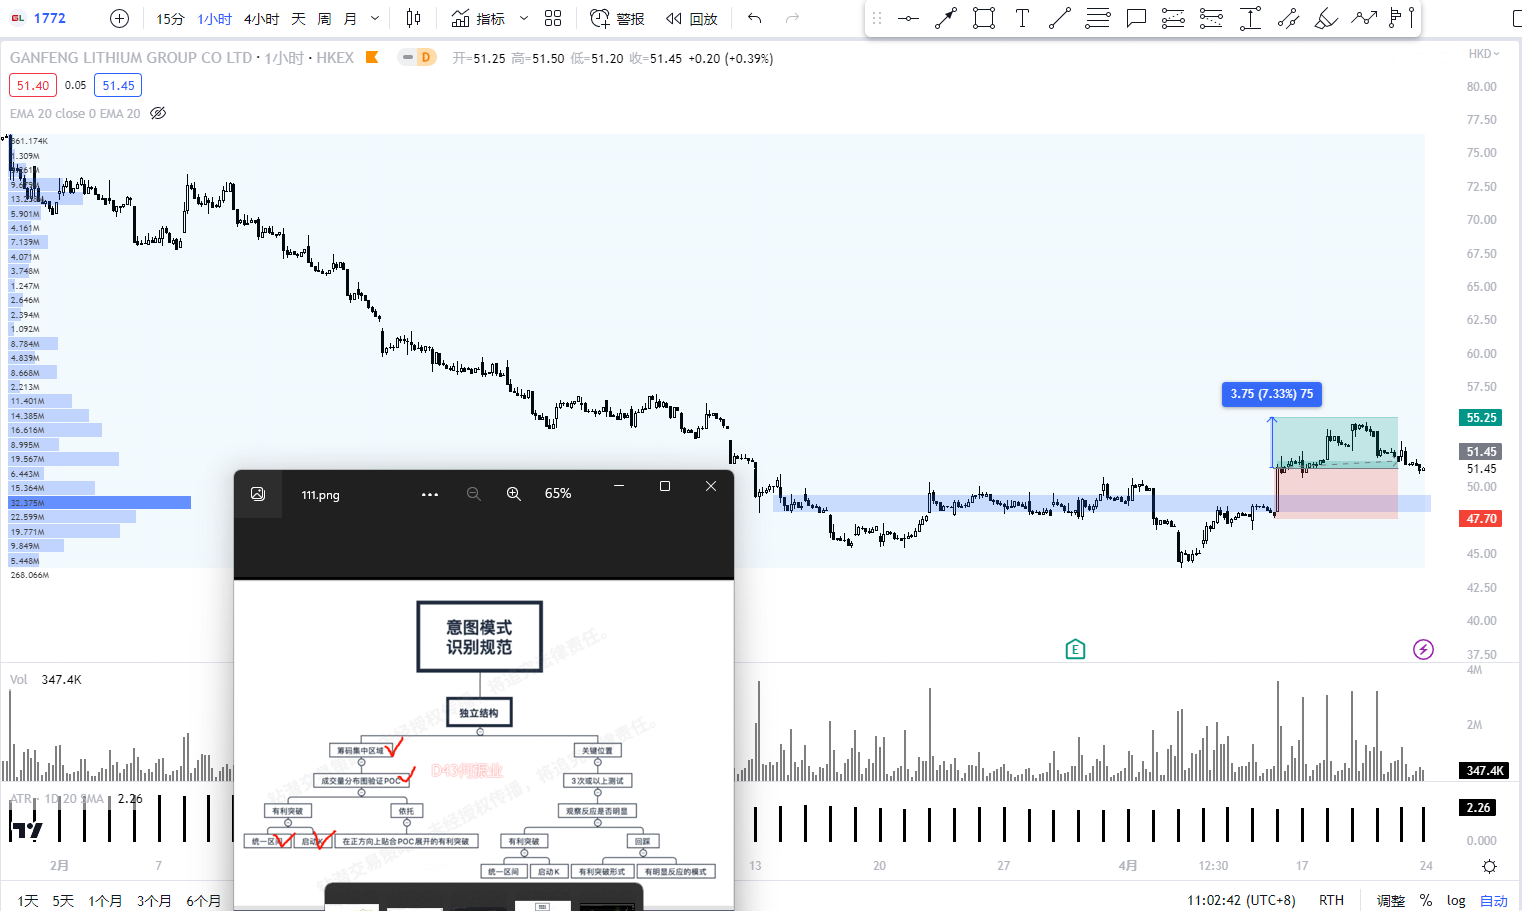 1772
15分 1小时 4小时 天 周 月 指标 警报 回放
GANFENG LITHIUM GROUP CO LTD · 1小时 · HKEX D 开=51.25 高=51.50 低=51.20 收=51.45 +0.20 (+0.39%)
HKD
51.40 0.05 51.45
EMA 20 close 0 EMA 20
361.174K
1.309M
13.238M
5.901M
4.161M
7.139M
4.071M
3.748M
1.247M
2.646M
2.394M
1.092M
8.784M
4.839M
8.668M
2.213M
11.401M
14.385M
16.616M
8.995M
19.567M
6.443M
15.364M
32.375M
22.599M
19.771M
9.849M
5.448M
268.066M
3.75 (7.33%) 75
80.00
77.50
75.00
72.50
70.00
67.50
65.00
62.50
60.00
57.50
55.25
51.45
51.45
50.00
47.70
45.00
42.50
40.00
37.50
E
111.png
65%
意图模式
识别规范
独立结构
筹码集中区域 关键位置
成交量分布图验证POC 3次或以上测试
D43何振业
有利突破 依托 观察反应是否明显
统一区间 启动K 在正方向上贴合POC展开的有利突破 有利突破 回踩
统一区间 启动K 有利突破形式 有明显反应的模式
Vol 347.4K
4M
2M
347.4K
ATR · 1D 20 SMA 2.26
2.26
0.000
2月 7 13 20 27 4月 12:30 17 24
1天 5天 1个月 3个月 6个月 11:02:42 (UTC+8) RTH 调整 % log 自动